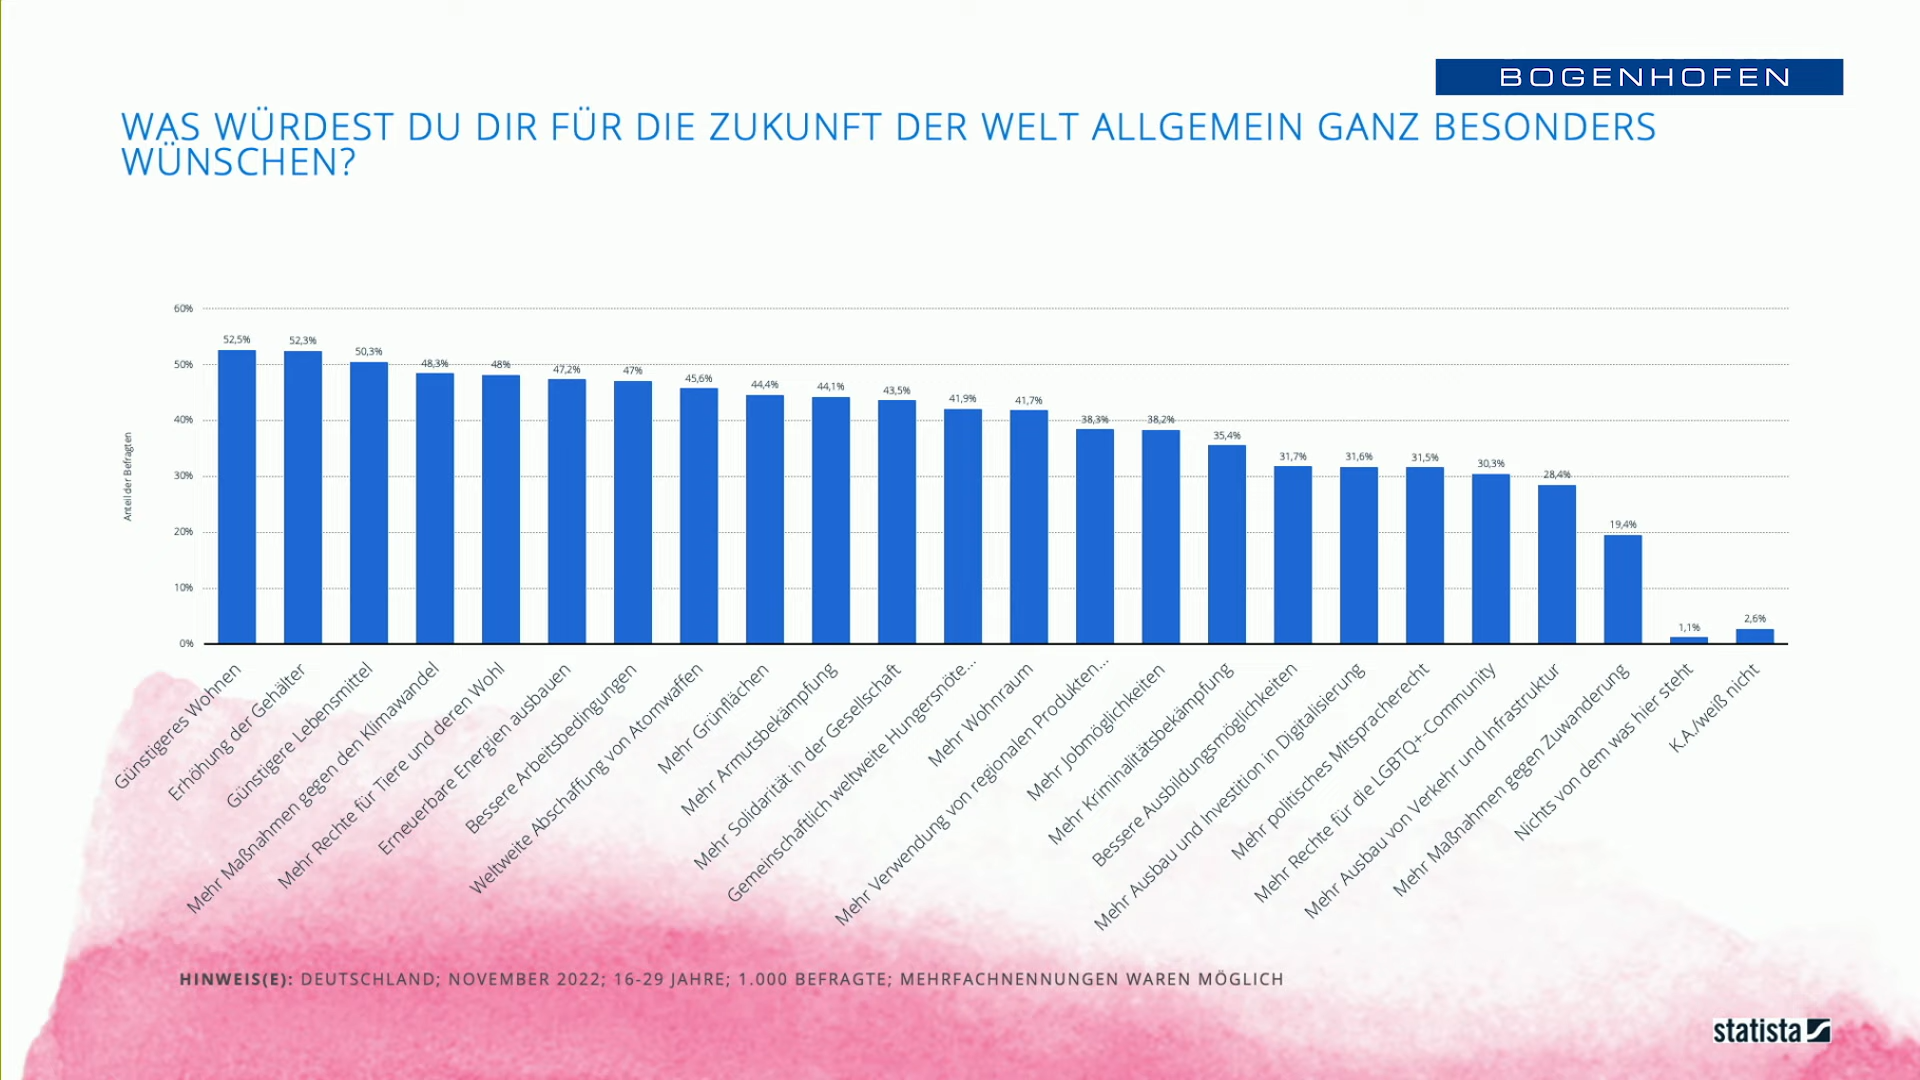 BOGENHOFEN
WAS WÜRDEST DU DIR FÜR DIE ZUKUNFT DER WELT ALLGEMEIN GANZ BESONDERS
WÜNSCHEN?
Anteil der Befragten
60%
50%
40%
30%
20%
10%
0%
52,5%
52,3%
50,3%
48,3%
48%
47,2%
47%
45,6%
44,4%
44,1%
43,5%
41,9%
41,7%
38,3%
38,2%
35,4%
31,7%
31,6%
31,5%
30,3%
28,4%
19,4%
1,1%
2,6%
Günstigeres Wohnen
Erhöhung der Gehälter
Günstigere Lebensmittel
Mehr Maßnahmen gegen den Klimawandel
Mehr Rechte für Tiere und deren Wohl
Erneuerbare Energien ausbauen
Bessere Arbeitsbedingungen
Weltweite Abschaffung von Atomwaffen
Mehr Grünflächen
Mehr Armutsbekämpfung
Mehr Solidarität in der Gesellschaft
Gemeinschaftlich weltweite Hungersnöte...
Mehr Wohnraum
Mehr Verwendung von regionalen Produkten...
Mehr Jobmöglichkeiten
Mehr Kriminalitätsbekämpfung
Bessere Ausbildungsmöglichkeiten
Mehr Ausbau und Investition in Digitalisierung
Mehr politisches Mitspracherecht
Mehr Rechte für die LGBTQ+-Community
Mehr Ausbau von Verkehr und Infrastruktur
Mehr Maßnahmen gegen Zuwanderung
Nichts von dem was hier steht
K.A./weiß nicht
HINWEIS(E): DEUTSCHLAND; NOVEMBER 2022; 16-29 JAHRE; 1.000 BEFRAGTE; MEHRFACHNENNUNGEN WAREN MÖGLICH
statista